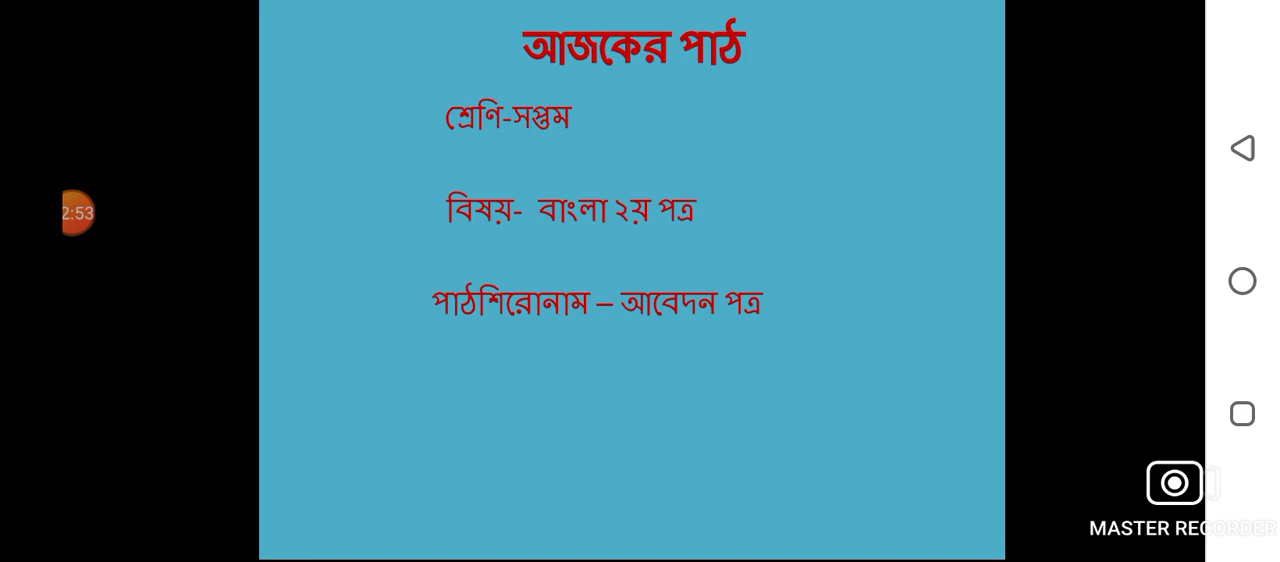 আজকের পাঠ
শ্রেণি-সপ্তম
বিষয়- বাংলা ২য় পত্র
2:53
পাঠশিরোনাম – আবেদন পত্র
MASTER RECORDER